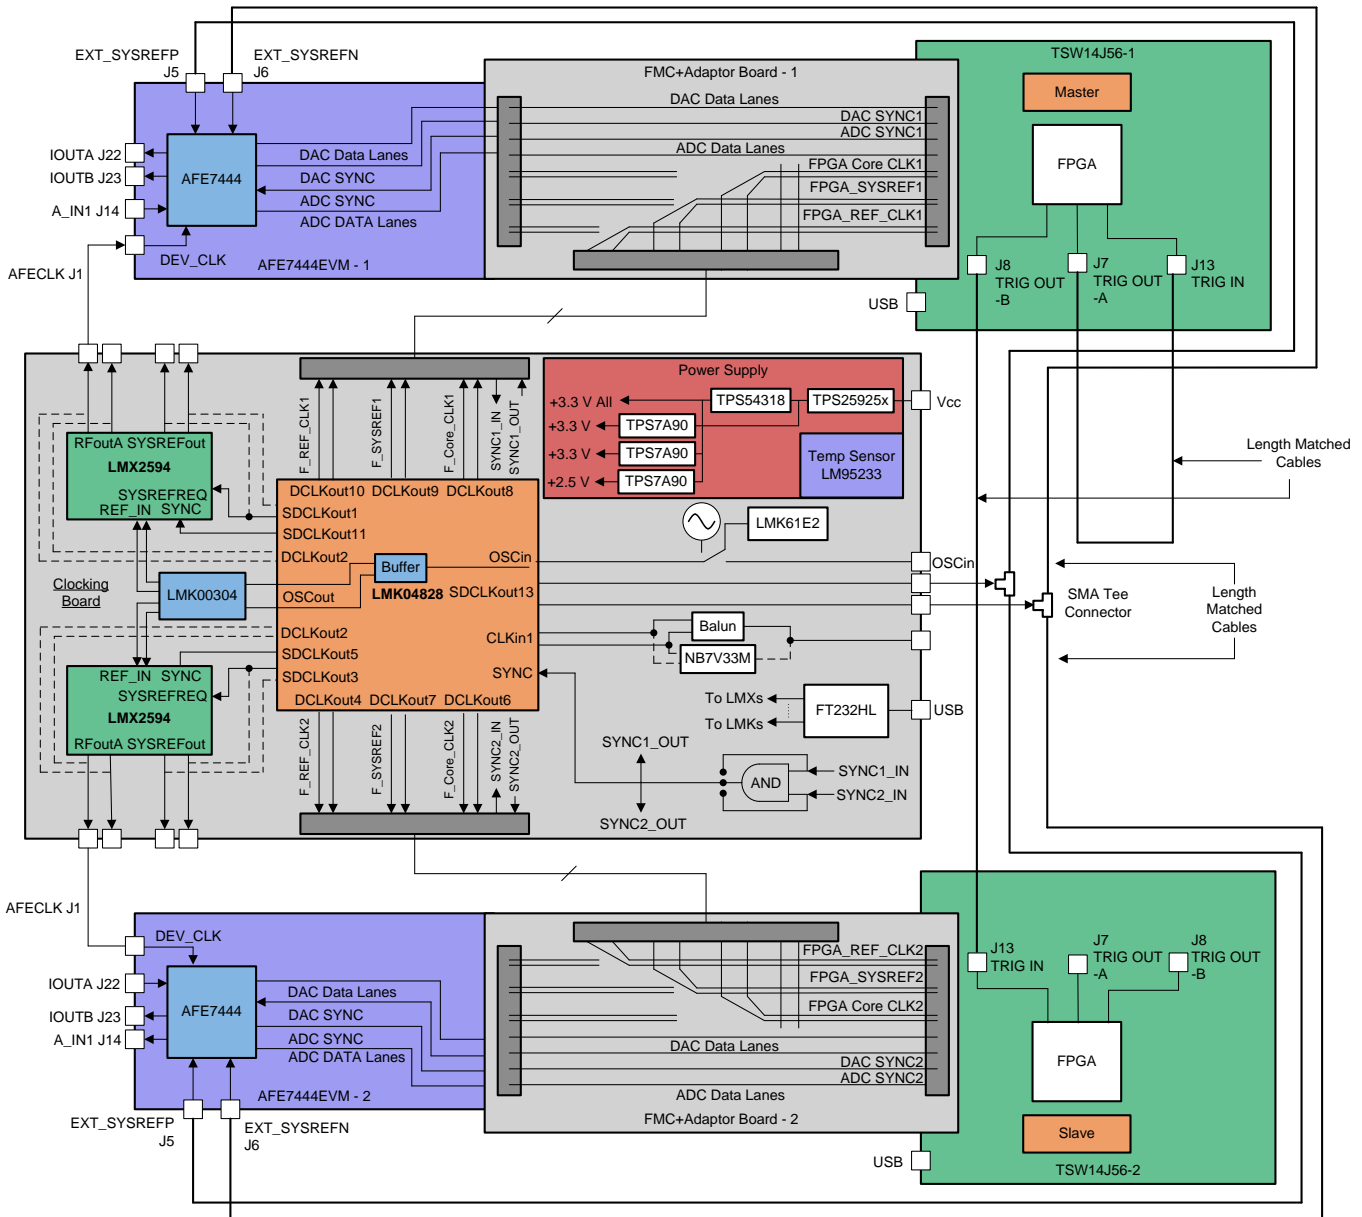 EXT_SYSREFP
J5
EXT_SYSREFN
J6
FMC+Adaptor Board - 1
TSW14J56-1
Master
FPGA
DAC Data Lanes
DAC SYNC1
ADC SYNC1
ADC Data Lanes
FPGA Core CLK1
FPGA_SYSREF1
FPGA_REF_CLK1
IOUTA J22
IOUTB J23
A_IN1 J14
AFE7444
DAC Data Lanes
DAC SYNC
ADC SYNC
ADC DATA Lanes
DEV_CLK
AFE7444EVM - 1
AFECLK J1
J8
TRIG OUT
-B
J7
TRIG OUT
-A
J13
TRIG IN
USB
Power Supply
+3.3 V All
TPS54318
TPS25925x
Vcc
+3.3 V
TPS7A90
+3.3 V
TPS7A90
+2.5 V
TPS7A90
Temp Sensor
LM95233
Length Matched
Cables
F_REF_CLK1
F_SYSREF1
F_Core_CLK1
SYNC1_IN
SYNC1_OUT
RFoutA SYSREFout
LMX2594
SYSREFREQ
REF_IN SYNC
DCLKout10 DCLKout9 DCLKout8
SDCLKout1
SDCLKout11
DCLKout2
OSCin
Buffer
LMK04828
OSCout
SDCLKout13
DCLKout2
SDCLKout5
SDCLKout3
CLKin1
SYNC
DCLKout4 DCLKout7 DCLKout6
LMK61E2
OSCin
Clocking
Board
LMK00304
SMA Tee
Connector
Length
Matched
Cables
Balun
NB7V33M
REF_IN SYNC
SYSREFREQ
LMX2594
RFoutA SYSREFout
To LMXs
To LMKs
FT232HL
USB
F_REF_CLK2
F_SYSREF2
F_Core_CLK2
SYNC2_IN
SYNC2_OUT
SYNC1_OUT
SYNC2_OUT
AND
SYNC1_IN
SYNC2_IN
AFECLK J1
DEV_CLK
IOUTA J22
IOUTB J23
A_IN1 J14
AFE7444
DAC Data Lanes
DAC SYNC
ADC SYNC
ADC DATA Lanes
AFE7444EVM - 2
EXT_SYSREFP
J5
EXT_SYSREFN
J6
FPGA_REF_CLK2
FPGA_SYSREF2
FPGA Core CLK2
DAC Data Lanes
DAC SYNC2
ADC SYNC2
ADC Data Lanes
FMC+Adaptor Board - 2
J13
TRIG IN
J7
TRIG OUT
-A
J8
TRIG OUT
-B
FPGA
Slave
USB
TSW14J56-2